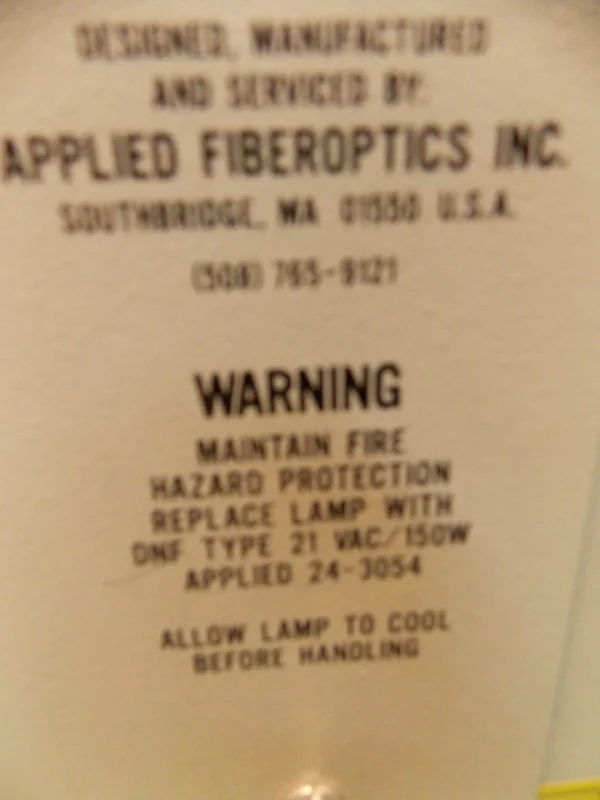 DESIGNED, MANUFACTURED
AND SERVICED BY:
APPLIED FIBEROPTICS INC.
SOUTHBRIDGE, MA 01550 U.S.A.
(508) 765-9121
WARNING
MAINTAIN FIRE
HAZARD PROTECTION
REPLACE LAMP WITH
DNF TYPE 21 VAC/150W
APPLIED 24-3054
ALLOW LAMP TO COOL
BEFORE HANDLING